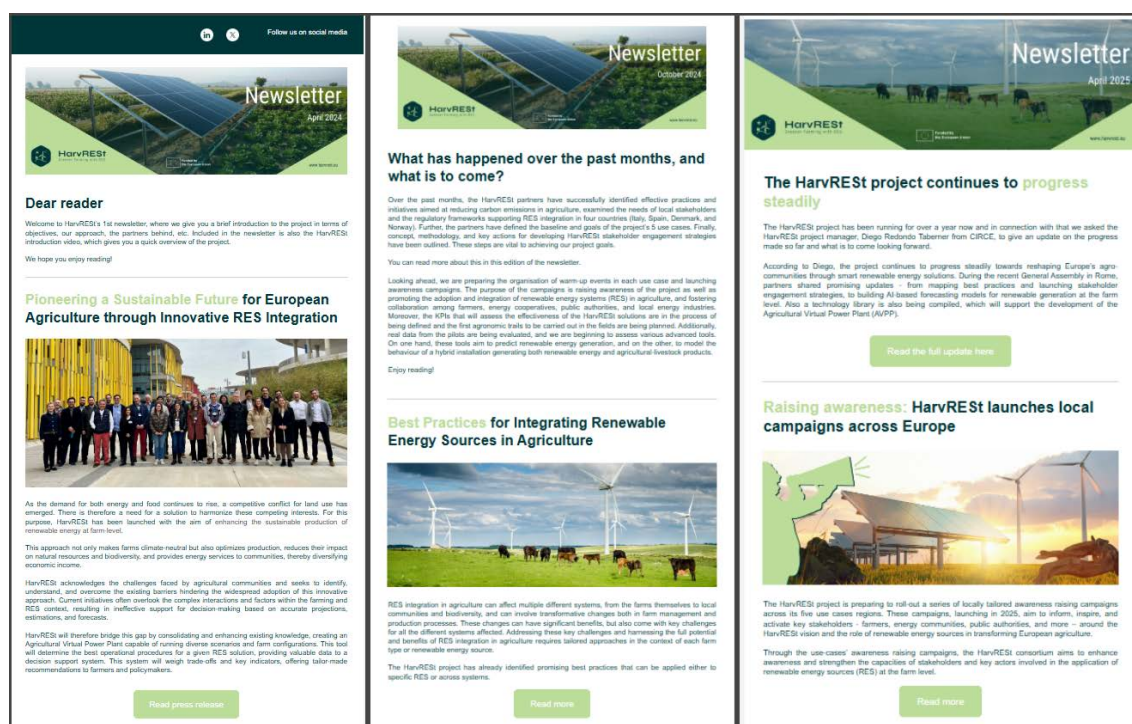 Follow us on social media
Newsletter
April 2024
HarvRESt
Funded by
the European Union
www.harvrest.eu
Dear reader
Welcome to HarvRESt's 1st newsletter, where we give you a brief introduction to the project in terms of
objectives, our approach, the partners behind, etc. Included in the newsletter is also the HarvRESt
introduction video, which gives you a quick overview of the project.
We hope you enjoy reading!
Pioneering a Sustainable Future for European
Agriculture through Innovative RES Integration
As the demand for both energy and food continues to rise, a competitive conflict for land use has
emerged. There is therefore a need for a solution to harmonize these competing interests. For this
purpose, HarvRESt has been launched with the aim of enhancing the sustainable production of
renewable energy at farm-level.
This approach not only makes farms climate-neutral but also optimizes production, reduces their impact
on natural resources and biodiversity, and provides energy services to communities, thereby diversifying
economic income.
HarvRESt acknowledges the challenges faced by agricultural communities and seeks to identify,
understand, and overcome the existing barriers hindering the widespread adoption of this innovative
approach. Current initiatives often overlook the complex interactions and factors within the farming and
RES context, resulting in ineffective support for decision-making based on accurate projections,
estimations, and forecasts.
HarvRESt will therefore bridge this gap by consolidating and enhancing existing knowledge, creating an
Agricultural Virtual Power Plant capable of running diverse scenarios and farm configurations. This tool
will determine the best operational procedures for a given RES solution, providing valuable data to a
decision support system. This system will weigh trade-offs and key indicators, offering tailor-made
recommendations to farmers and policymakers.
Read press release
Newsletter
October 2024
HarvRESt
What has happened over the past months, and
what is to come?
Over the past months, the HarvRESt partners have successfully identified effective practices and
initiatives aimed at reducing carbon emissions in agriculture, examined the needs of local stakeholders
and the regulatory frameworks supporting RES integration in four countries (Italy, Spain, Denmark, and
Norway). Further, the partners have defined the baseline and goals of the project's 5 use cases. Finally,
concept, methodology, and key actions for developing HarvRESt stakeholder engagement strategies
have been outlined. These steps are vital to achieving our project goals.
You can read more about this in this edition of the newsletter.
Looking ahead, we are preparing the organisation of warm-up events in each use case and launching
awareness campaigns. The purpose of the campaigns is raising awareness of the project as well as
promoting the adoption and integration of renewable energy systems (RES) in agriculture, and fostering
collaboration among farmers, energy cooperatives, public authorities, and local energy industries.
Moreover, the KPIs that will assess the effectiveness of the HarvRESt solutions are in the process of
being defined and the first agronomic trails to be carried out in the fields are being planned. Additionally,
real data from the pilots are being evaluated, and we are beginning to assess various advanced tools.
On one hand, these tools aim to predict renewable energy generation, and on the other, to model the
behaviour of a hybrid installation generating both renewable energy and agricultural-livestock products.
Enjoy reading!
Best Practices for Integrating Renewable
Energy Sources in Agriculture
RES integration in agriculture can affect multiple different systems, from the farms themselves to local
communities and biodiversity, and can involve transformative changes both in farm management and
production processes. These changes can have significant benefits, but also come with key challenges
for all the different systems affected. Addressing these key challenges and harnessing the full potential
and benefits of RES integration in agriculture requires tailored approaches in the context of each farm
type or renewable energy source.
The HarvRESt project has already identified promising best practices that can be applied either to
specific RES or across systems.
Read more
Newsletter
April 2025
HarvRESt
Funded by
the European Union
www.harvrest.eu
The HarvRESt project continues to progress
steadily
The HarvRESt project has been running for over a year now and in connection with that we asked the
HarvRESt project manager, Diego Redondo Taberner from CIRCE, to give an update on the progress
made so far and what is to come looking forward.
According to Diego, the project continues to progress steadily towards reshaping Europe's agro-
communities through smart renewable energy solutions. During the recent General Assembly in Rome,
partners shared promising updates - from mapping best practices and launching stakeholder
engagement strategies, to building AI-based forecasting models for renewable generation at the farm
level. Also a technology library is also being compiled, which will support the development of the
Agricultural Virtual Power Plant (AVPP).
Read the full update here
Raising awareness: HarvRESt launches local
campaigns across Europe
The HarvRESt project is preparing to roll-out a series of locally tailored awareness raising campaigns
across its five use cases regions. These campaigns, launching in 2025, aim to inform, inspire, and
activate key stakeholders - farmers, energy communities, public authorities, and more – around the
HarvRESt vision and the role of renewable energy sources in transforming European agriculture.
Through the use-cases' awareness raising campaigns, the HarvRESt consortium aims to enhance
awareness and strengthen the capacities of stakeholders and key actors involved in the application of
renewable energy sources (RES) at the farm level.
Read more